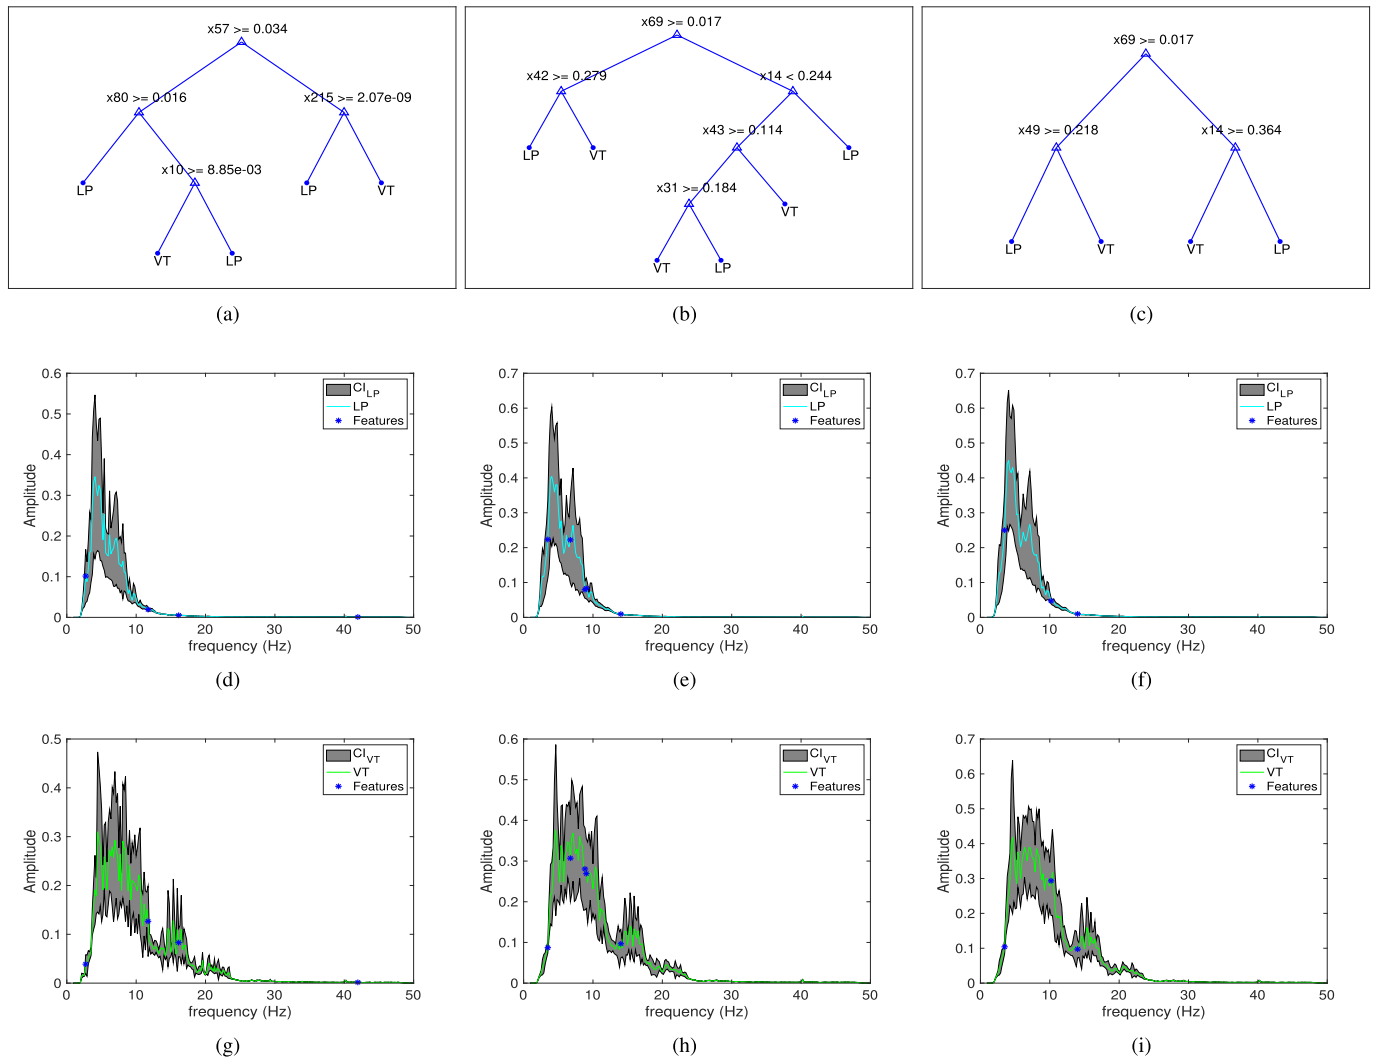 x57 >= 0.034
x80 >= 0.016
x215 >= 2.07e-09
x10 >= 8.85e-03
LP
LP
VT
VT
LP
(a)
x69 >= 0.017
x42 >= 0.279
x14 < 0.244
x43 >= 0.114
LP
VT
LP
x31 >= 0.184
VT
VT
LP
(b)
x69 >= 0.017
x49 >= 0.218
x14 >= 0.364
LP
VT
VT
LP
(c)
0.6
0.5
0.4
0.3
0.2
0.1
0
Amplitude
CI_LP
LP
Features
0 10 20 30 40 50
frequency (Hz)
(d)
0.7
0.6
0.5
0.4
0.3
0.2
0.1
0
Amplitude
CI_LP
LP
Features
0 10 20 30 40 50
frequency (Hz)
(e)
0.7
0.6
0.5
0.4
0.3
0.2
0.1
0
Amplitude
CI_LP
LP
Features
0 10 20 30 40 50
frequency (Hz)
(f)
0.5
0.4
0.3
0.2
0.1
0
Amplitude
CI_VT
VT
Features
0 10 20 30 40 50
frequency (Hz)
(g)
0.6
0.5
0.4
0.3
0.2
0.1
0
Amplitude
CI_VT
VT
Features
0 10 20 30 40 50
frequency (Hz)
(h)
0.7
0.6
0.5
0.4
0.3
0.2
0.1
0
Amplitude
CI_VT
VT
Features
0 10 20 30 40 50
frequency (Hz)
(i)